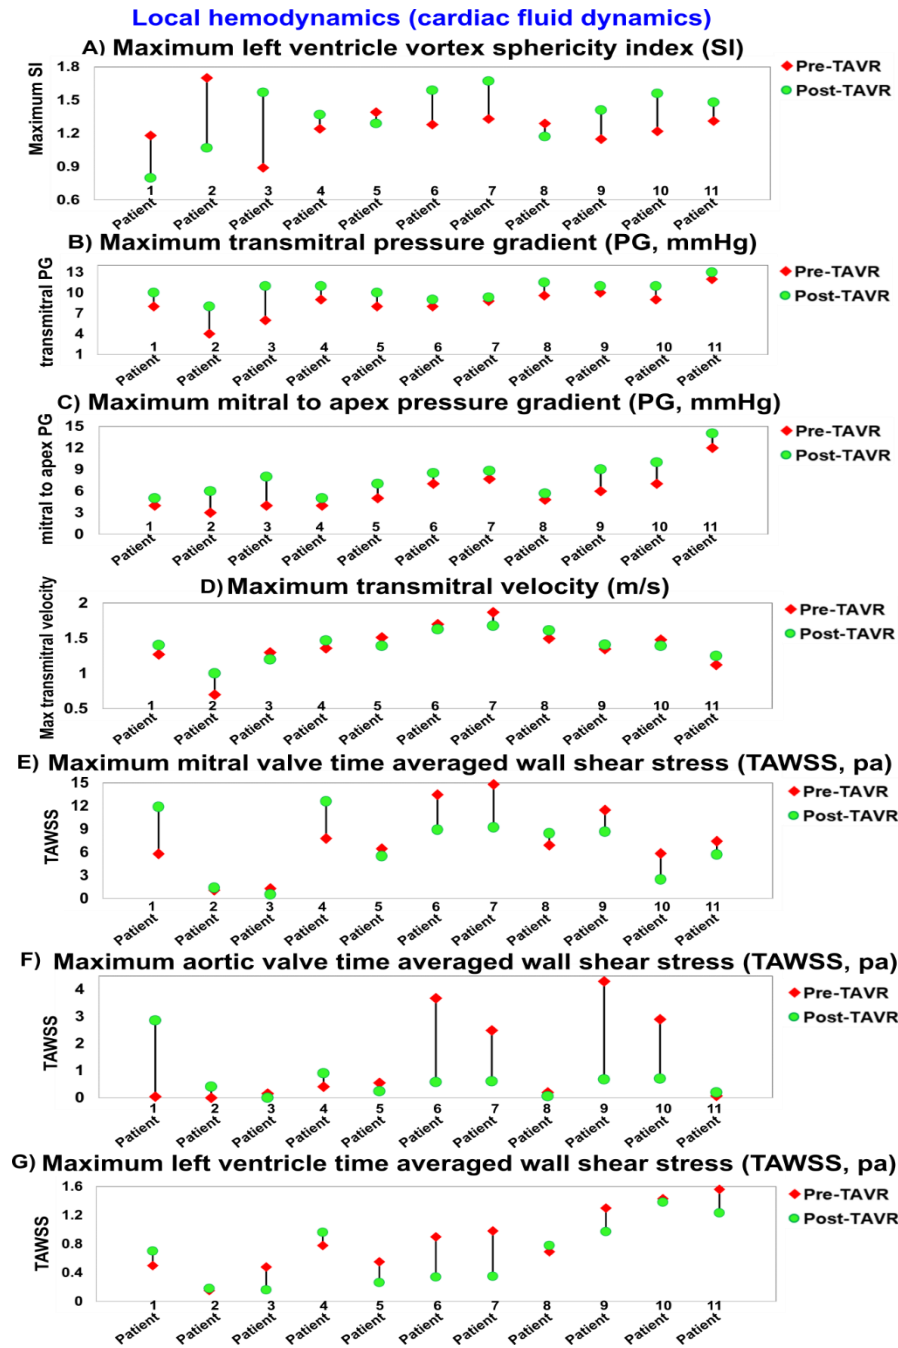 Local hemodynamics (cardiac fluid dynamics)
A) Maximum left ventricle vortex sphericity index (SI)
Maximum SI
1.8
1.5
1.2
0.9
0.6
1 2 3 4 5 6 7 8 9 10 11
Patient Patient Patient Patient Patient Patient Patient Patient Patient Patient Patient
Pre-TAVR
Post-TAVR
B) Maximum transmitral pressure gradient (PG, mmHg)
transmitral PG
13
10
7
4
1
1 2 3 4 5 6 7 8 9 10 11
Patient Patient Patient Patient Patient Patient Patient Patient Patient Patient Patient
Pre-TAVR
Post-TAVR
C) Maximum mitral to apex pressure gradient (PG, mmHg)
mitral to apex PG
15
12
9
6
3
0
1 2 3 4 5 6 7 8 9 10 11
Patient Patient Patient Patient Patient Patient Patient Patient Patient Patient Patient
Pre-TAVR
Post-TAVR
D) Maximum transmitral velocity (m/s)
Max transmitral velocity
2
1.5
1
0.5
1 2 3 4 5 6 7 8 9 10 11
Patient Patient Patient Patient Patient Patient Patient Patient Patient Patient Patient
Pre-TAVR
Post-TAVR
E) Maximum mitral valve time averaged wall shear stress (TAWSS, pa)
TAWSS
15
12
9
6
3
0
1 2 3 4 5 6 7 8 9 10 11
Patient Patient Patient Patient Patient Patient Patient Patient Patient Patient Patient
Pre-TAVR
Post-TAVR
F) Maximum aortic valve time averaged wall shear stress (TAWSS, pa)
TAWSS
4
3
2
1
0
1 2 3 4 5 6 7 8 9 10 11
Patient Patient Patient Patient Patient Patient Patient Patient Patient Patient Patient
Pre-TAVR
Post-TAVR
G) Maximum left ventricle time averaged wall shear stress (TAWSS, pa)
TAWSS
1.6
1.2
0.8
0.4
0
1 2 3 4 5 6 7 8 9 10 11
Patient Patient Patient Patient Patient Patient Patient Patient Patient Patient Patient
Pre-TAVR
Post-TAVR